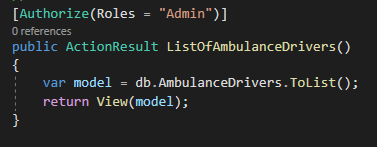 [Authorize(Roles = "Admin")]
0 references
public ActionResult ListOfAmbulanceDrivers()
{
var model = db.AmbulanceDrivers.ToList();
return View(model);
}